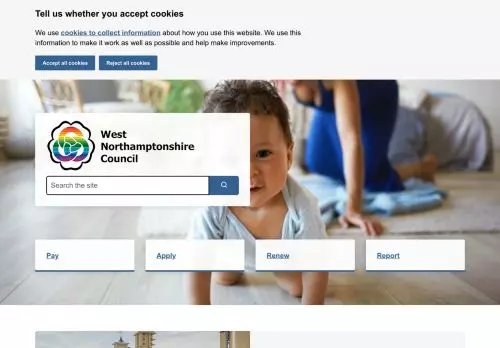 Tell us whether you accept cookies
We use cookies to collect information about how you use this website. We use
this information to make it work as well as possible and help make improvements.
Accept all cookies
Reject all cookies
West
Northamptonshire
Council
Search the site
Pay
Apply
Renew
Report